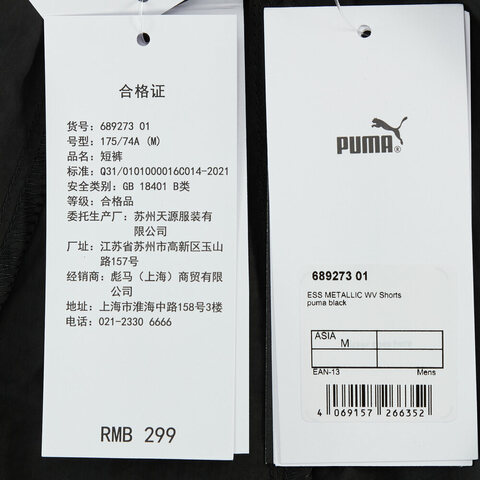 合格证
货号: 689273 01
号型: 175/74A (M)
品名: 短裤
标准: Q31/0101000016C014-2021
安全类别: GB 18401 B类
等级: 合格品
委托生产厂: 苏州天源服装有
限公司
厂址: 江苏省苏州市高新区玉山
路157号
经销商: 彪马（上海）商贸有
限公司
地址: 上海市淮海中路158号3楼
电话: 021-2330 6666
RMB 299
PUMA
689273 01
ESS METALLIC WV Shorts
puma black
ASIA
M
EAN-13 Mens
4 069157 266352